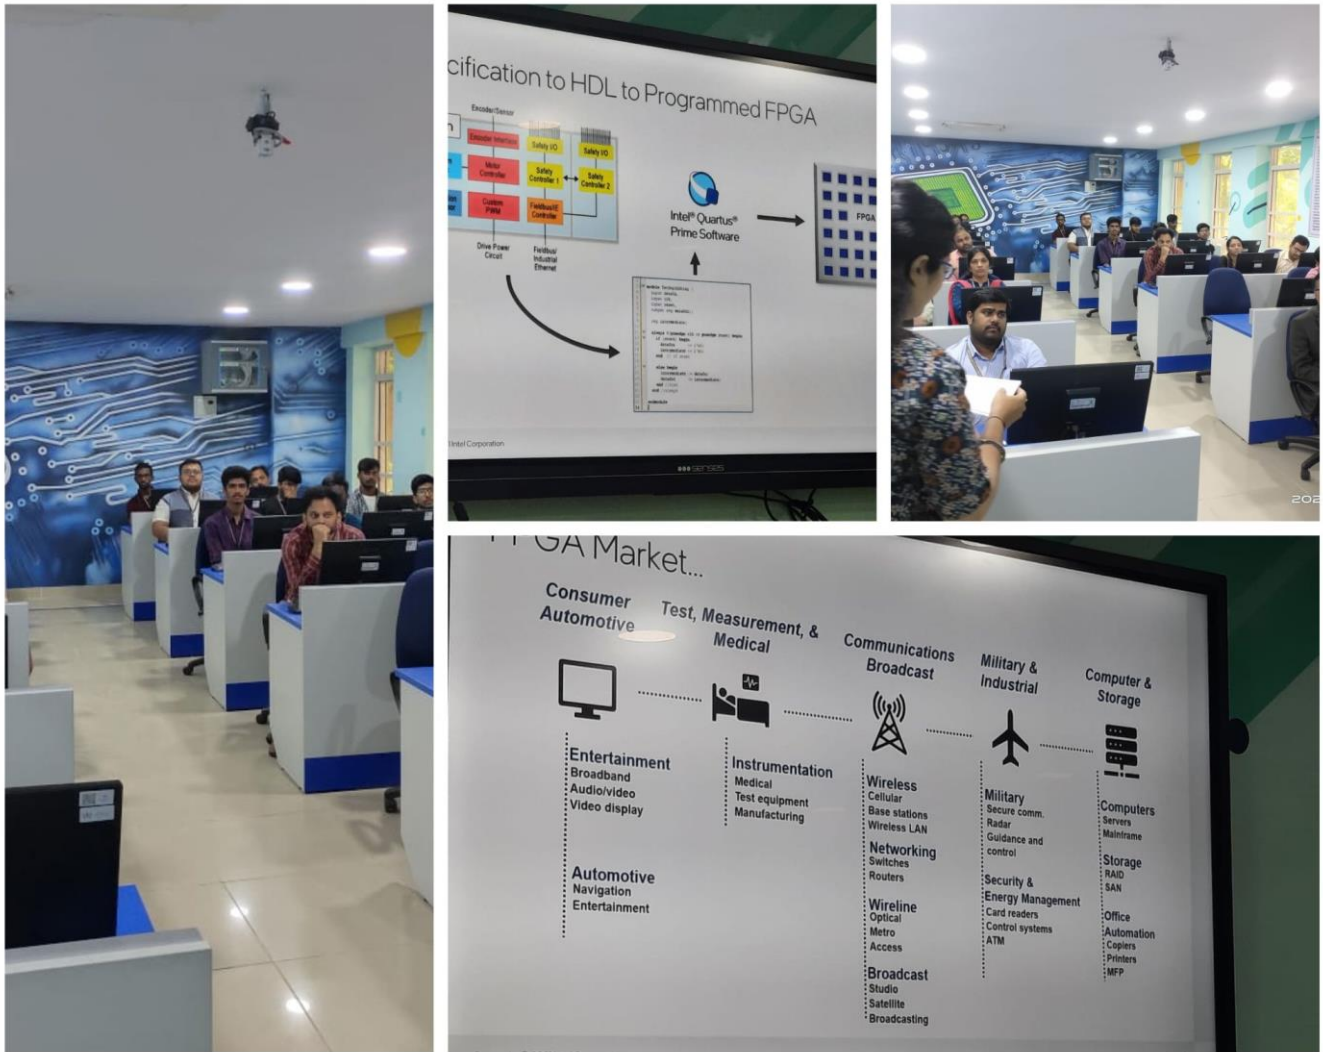 cification to HDL to Programmed FPGA
Encoder/Sensor
Encoder Interface
Safety I/O
Safety I/O
Motor
Controller
Safety
Controller 1
Safety
Controller 2
Custom
PWM
Fieldbus/IE
Controller
Drive Power
Circuit
Fieldbus/
Industrial
Ethernet
Intel® Quartus®
Prime Software
FPGA
Intel Corporation
202
FPGA Market...
Consumer
Automotive
Test, Measurement, &
Medical
Communications
Broadcast
Military &
Industrial
Computer &
Storage
Entertainment
Broadband
Audio/video
Video display
Automotive
Navigation
Entertainment
Instrumentation
Medical
Test equipment
Manufacturing
Wireless
Cellular
Base stations
Wireless LAN
Networking
Switches
Routers
Wireline
Optical
Metro
Access
Broadcast
Studio
Satellite
Broadcasting
Military
Secure comm.
Radar
Guidance and
control
Security &
Energy Management
Card readers
Control systems
ATM
Computers
Servers
Mainframe
Storage
RAID
SAN
Office
Automation
Copiers
Printers
MFP